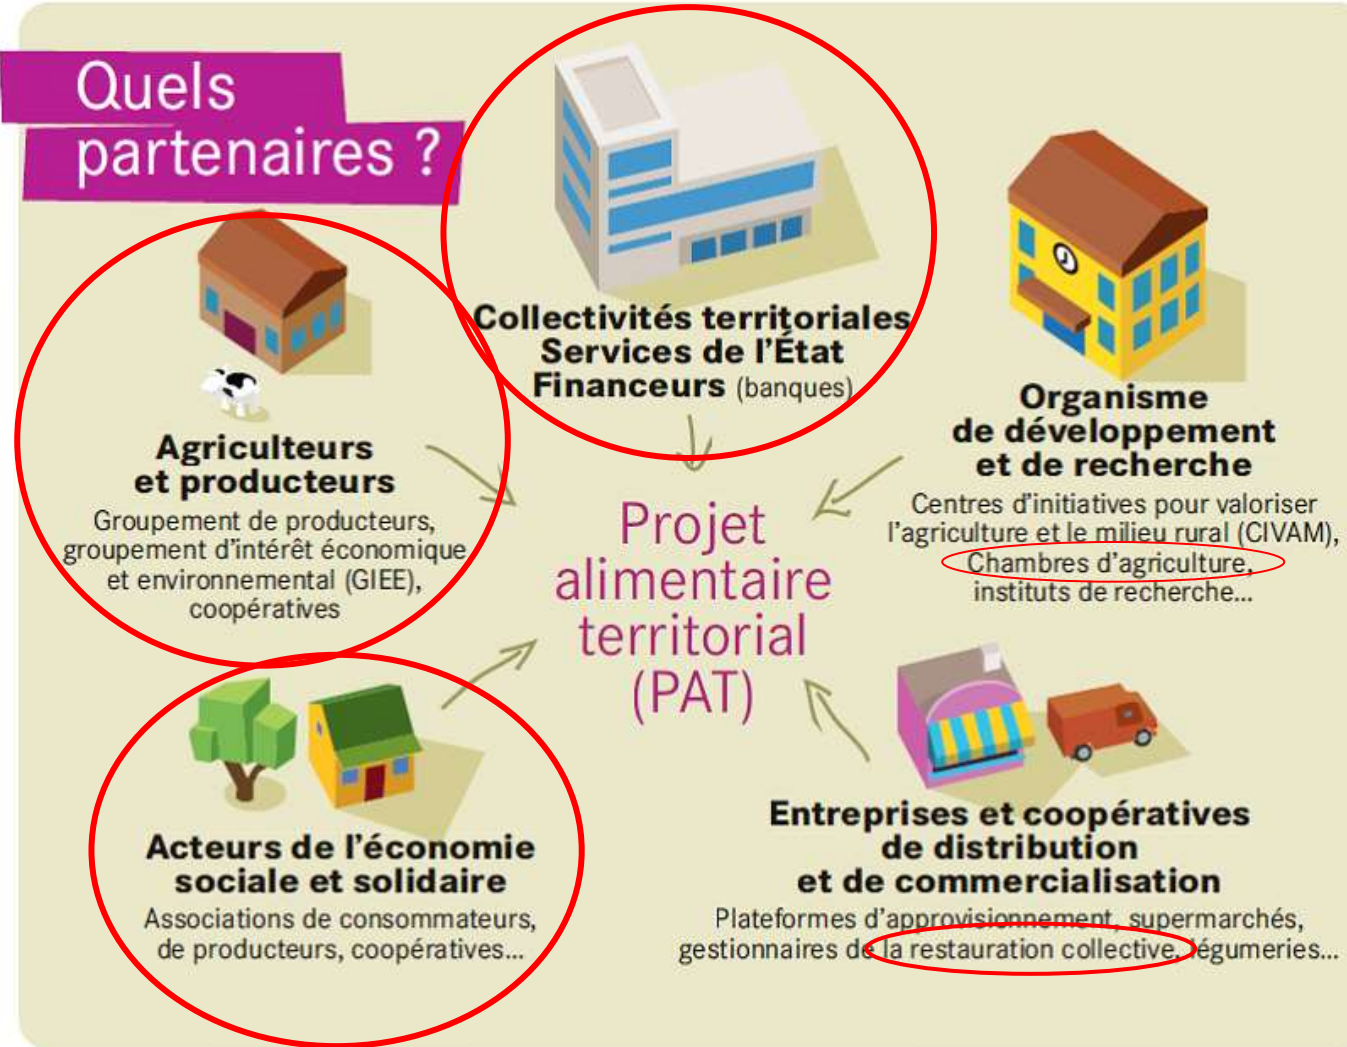 Quels
partenaires ?
Collectivités territoriales
Services de l'État
Financeurs (banques)
Agriculteurs
et producteurs
Groupement de producteurs,
groupement d'intérêt économique
et environnemental (GIEE),
coopératives
Organisme
de développement
et de recherche
Centres d'initiatives pour valoriser
l'agriculture et le milieu rural (CIVAM),
Chambres d'agriculture,
instituts de recherche...
Projet
alimentaire
territorial
(PAT)
Acteurs de l'économie
sociale et solidaire
Associations de consommateurs,
de producteurs, coopératives...
Entreprises et coopératives
de distribution
et de commercialisation
Plateformes d'approvisionnement, supermarchés,
gestionnaires de la restauration collective, légumeries...